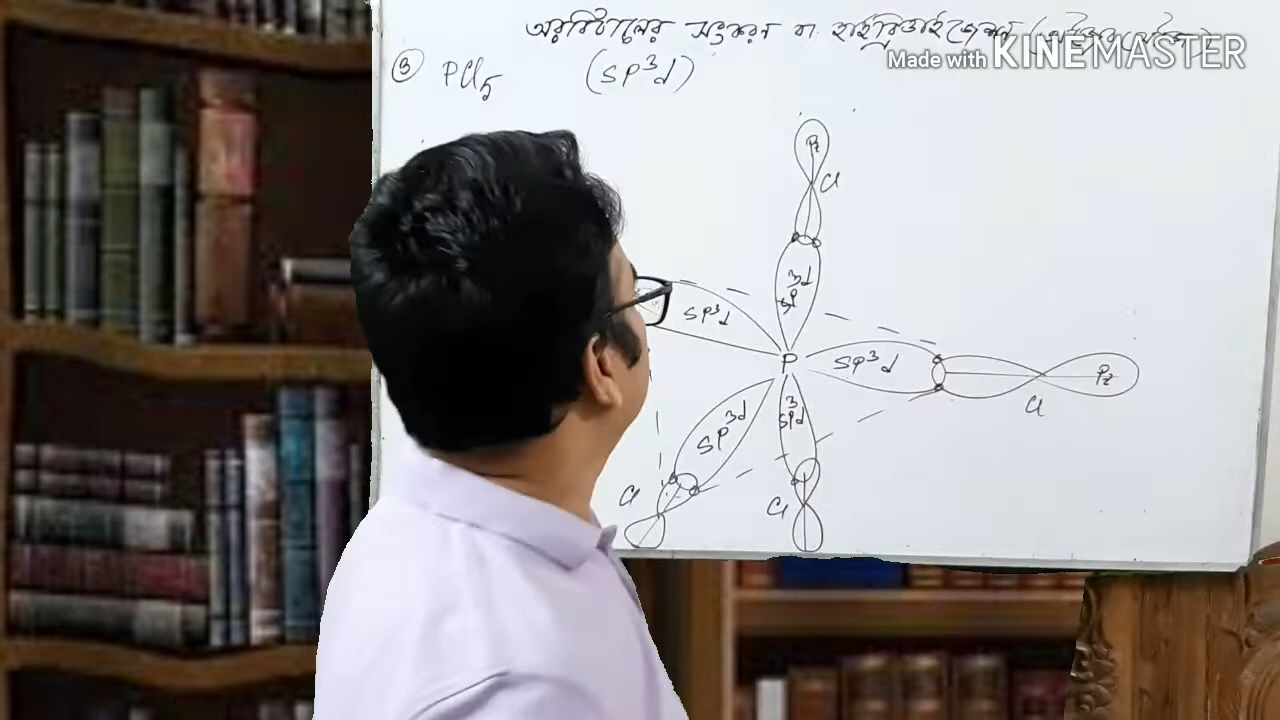 অরবিটালের সংকরণ বা হাইব্রিডাইজেশন
Made with KINEMASTER
③ PCl₅ (SP³d)
Pz
Cl
SP³d
SP³d
P
SP³d
Pz
Cl
SP³d
SP³d
Cl
Cl